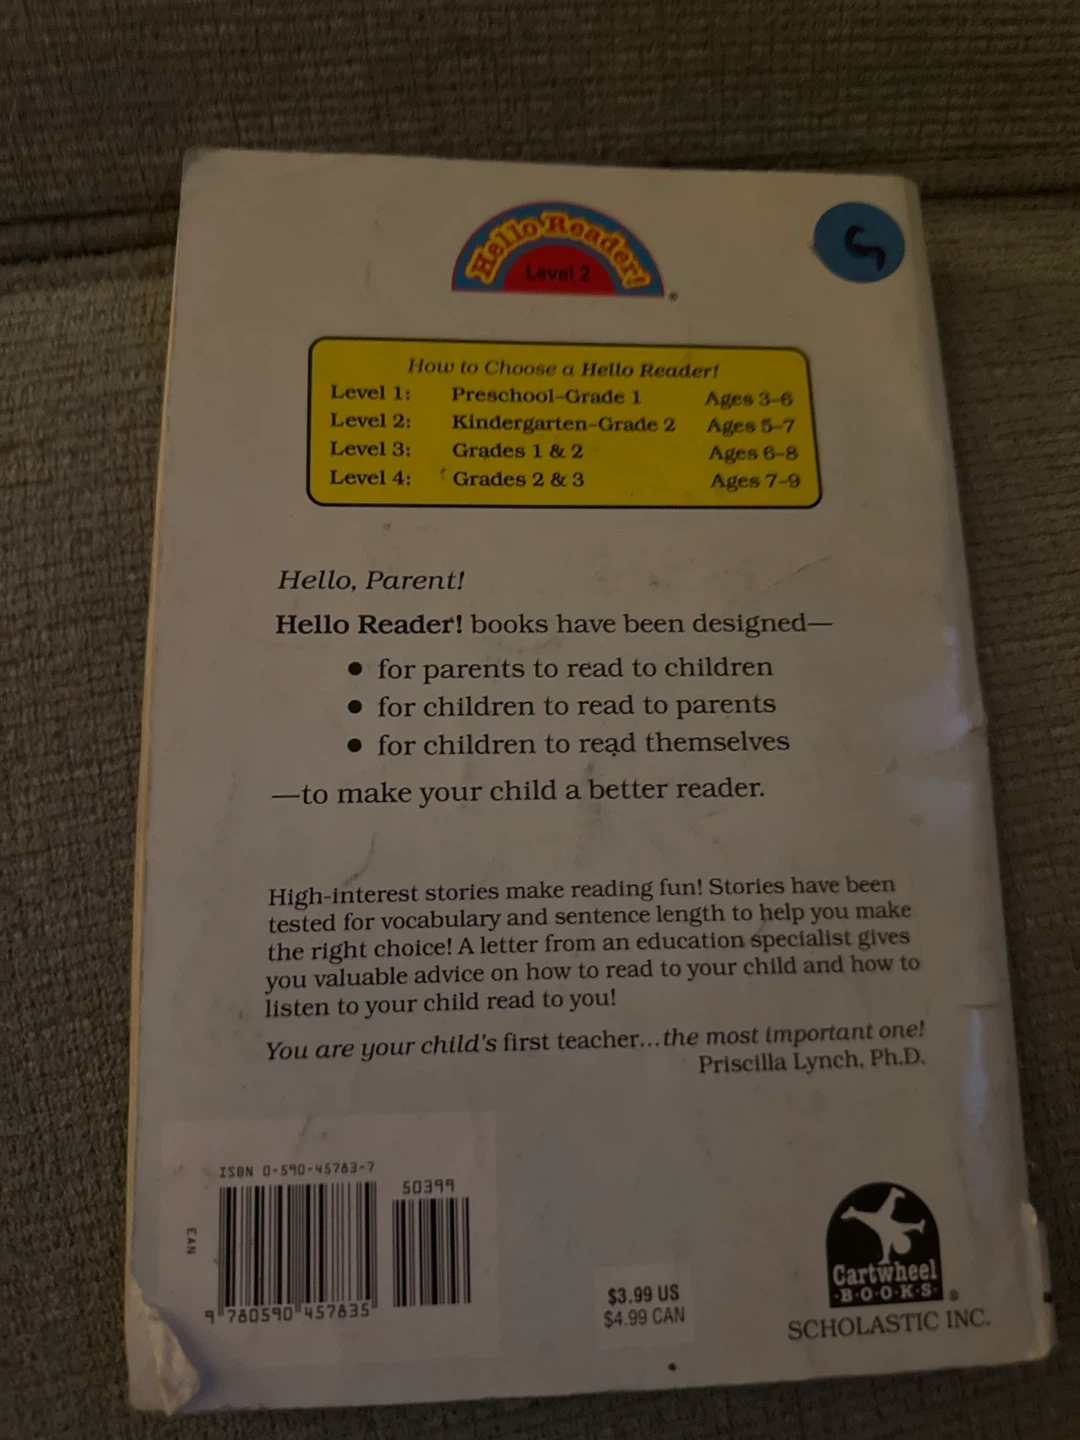 Hello Reader!
Level 2
S
How to Choose a Hello Reader!
Level 1: Preschool–Grade 1 Ages 3–6
Level 2: Kindergarten–Grade 2 Ages 5–7
Level 3: Grades 1 & 2 Ages 6–8
Level 4: Grades 2 & 3 Ages 7–9
Hello, Parent!
Hello Reader! books have been designed—
• for parents to read to children
• for children to read to parents
• for children to read themselves
—to make your child a better reader.
High-interest stories make reading fun! Stories have been
tested for vocabulary and sentence length to help you make
the right choice! A letter from an education specialist gives
you valuable advice on how to read to your child and how to
listen to your child read to you!
You are your child's first teacher...the most important one!
Priscilla Lynch, Ph.D.
ISBN 0-590-45783-7
50399
EAN
9 780590 457835
$3.99 US
$4.99 CAN
Cartwheel
·B·O·O·K·S·®
SCHOLASTIC INC.